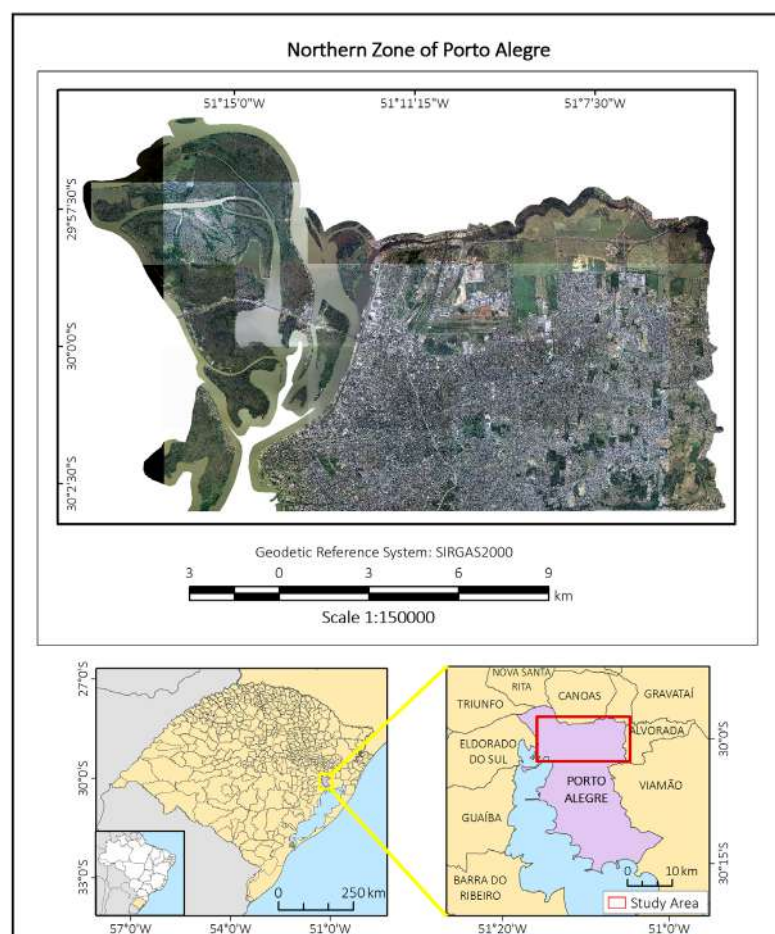 Northern Zone of Porto Alegre
51°15'0"W 51°11'15"W 51°7'30"W
29°57'30"S
30°0'0"S
30°2'30"S
Geodetic Reference System: SIRGAS2000
3 0 3 6 9
km
Scale 1:150000
27°0'S
30°0'S
33°0'S
0 250 km
57°0'W 54°0'W 51°0'W
NOVA SANTA
RITA
CANOAS
GRAVATAÍ
TRIUNFO
ALVORADA
ELDORADO
DO SUL
PORTO
ALEGRE
VIAMÃO
GUAÍBA
BARRA DO
RIBEIRO
0 10 km
Study Area
30°0'S
30°15'S
51°20'W 51°0'W